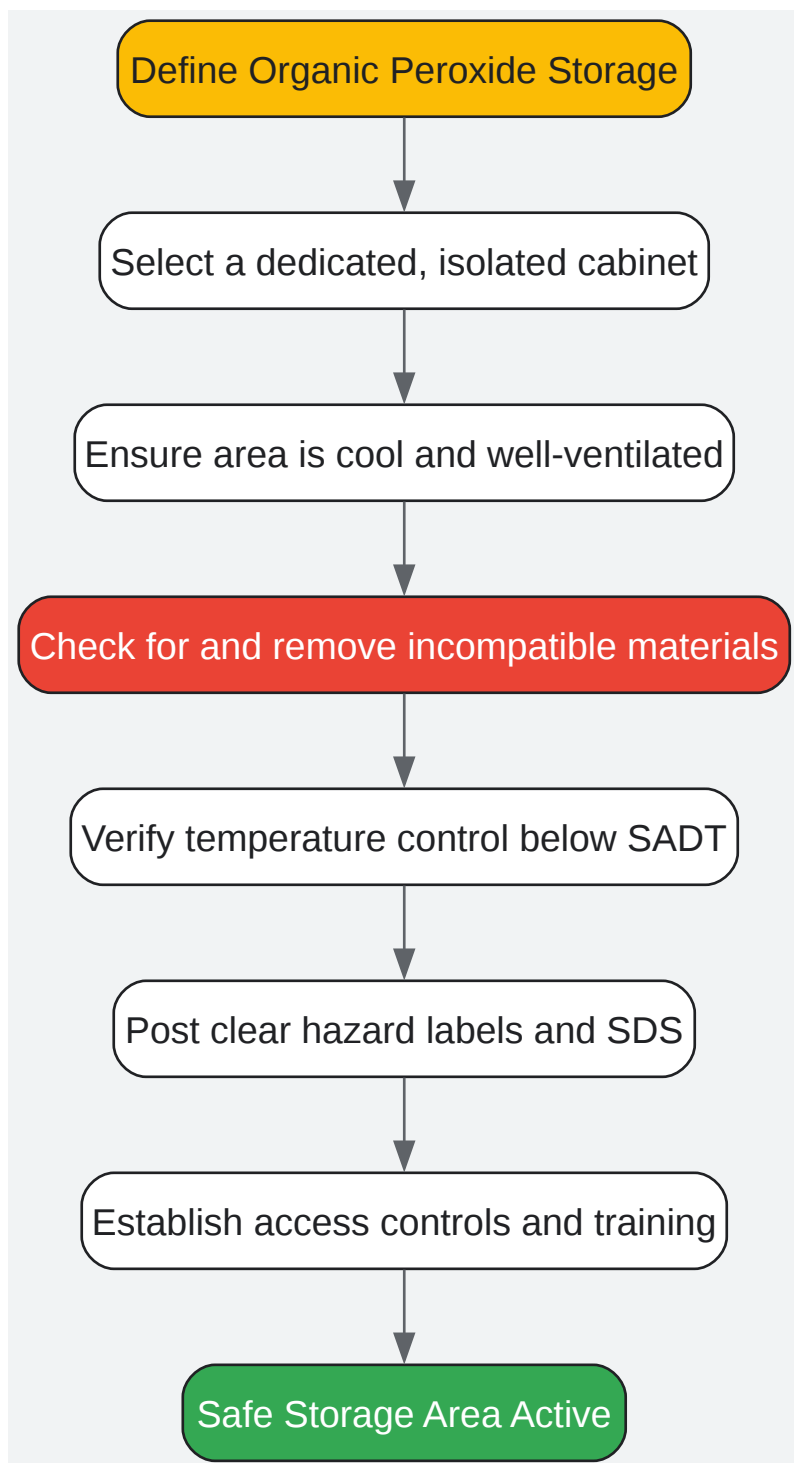 Define Organic Peroxide Storage
Select a dedicated, isolated cabinet
Ensure area is cool and well-ventilated
Check for and remove incompatible materials
Verify temperature control below SADT
Post clear hazard labels and SDS
Establish access controls and training
Safe Storage Area Active